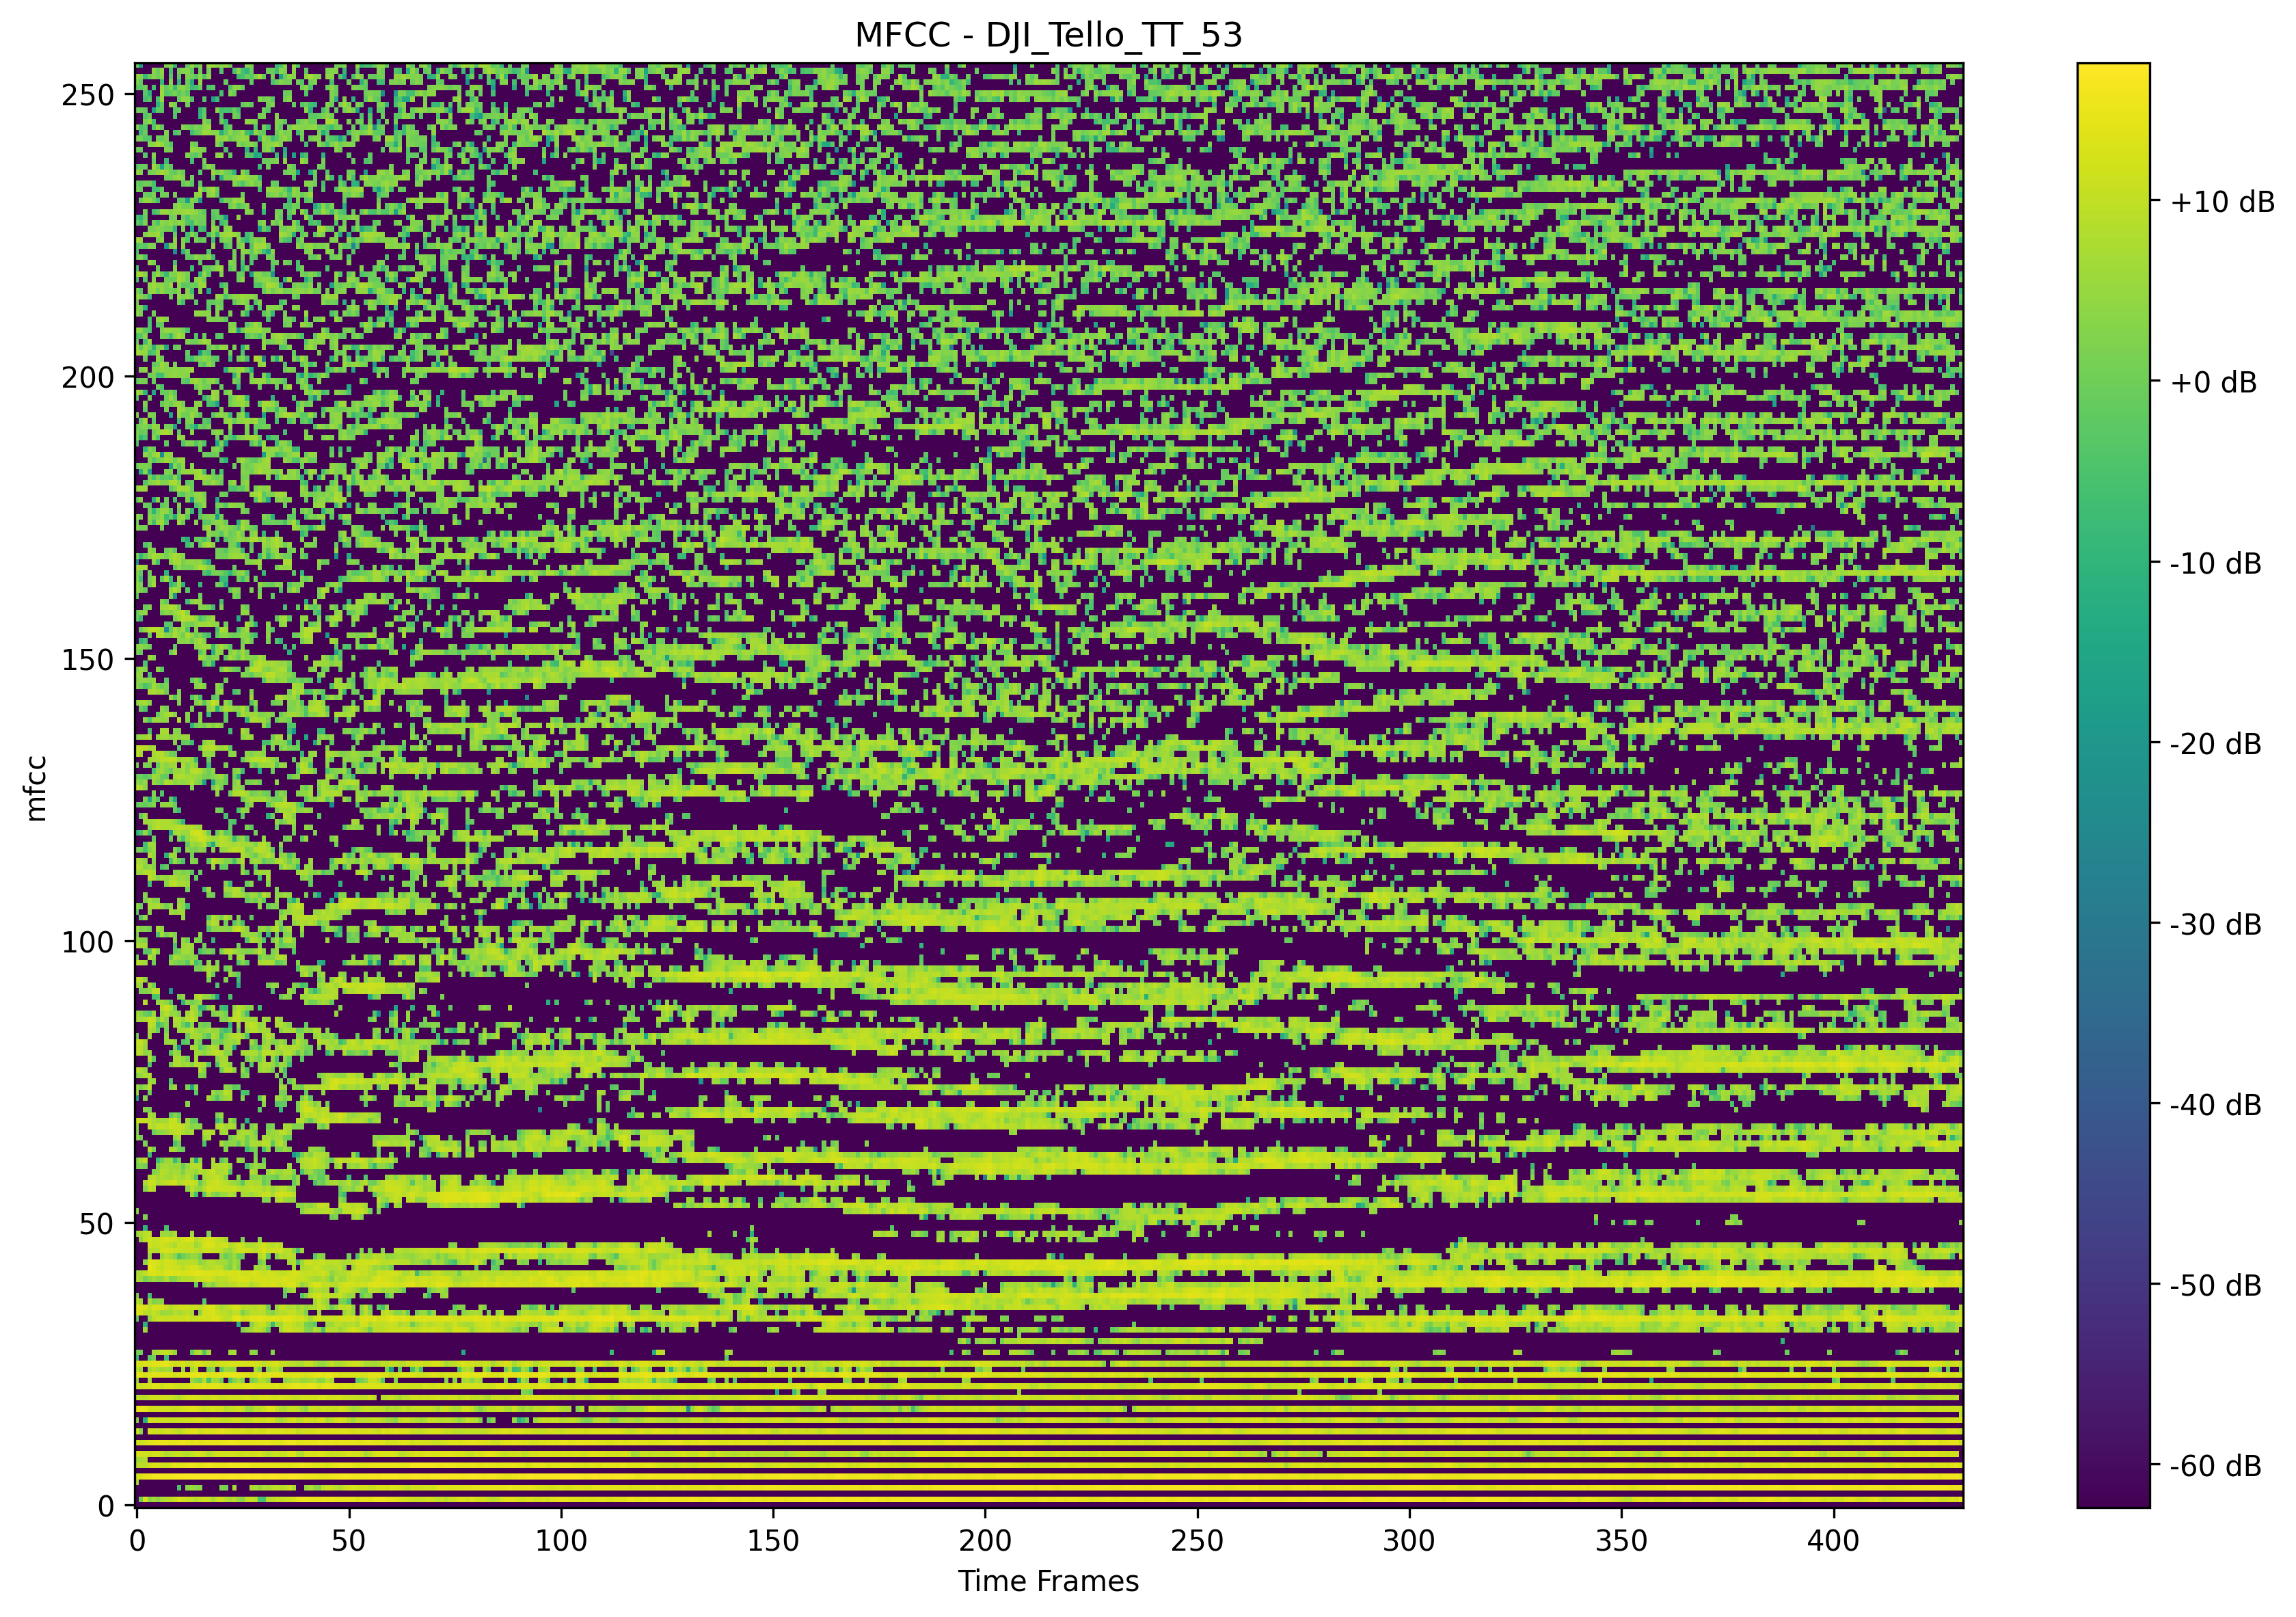 MFCC - DJI_Tello_TT_53
250
200
150
100
50
0
mfcc
0 50 100 150 200 250 300 350 400
Time Frames
+10 dB
+0 dB
-10 dB
-20 dB
-30 dB
-40 dB
-50 dB
-60 dB